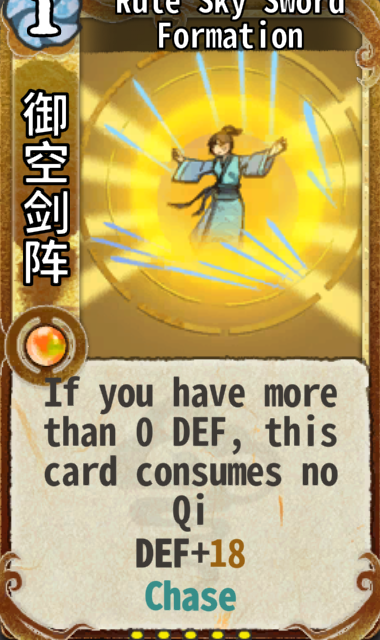 1
Rule Sky Sword
Formation
御空剑阵
If you have more
than 0 DEF, this
card consumes no
Qi
DEF+18
Chase